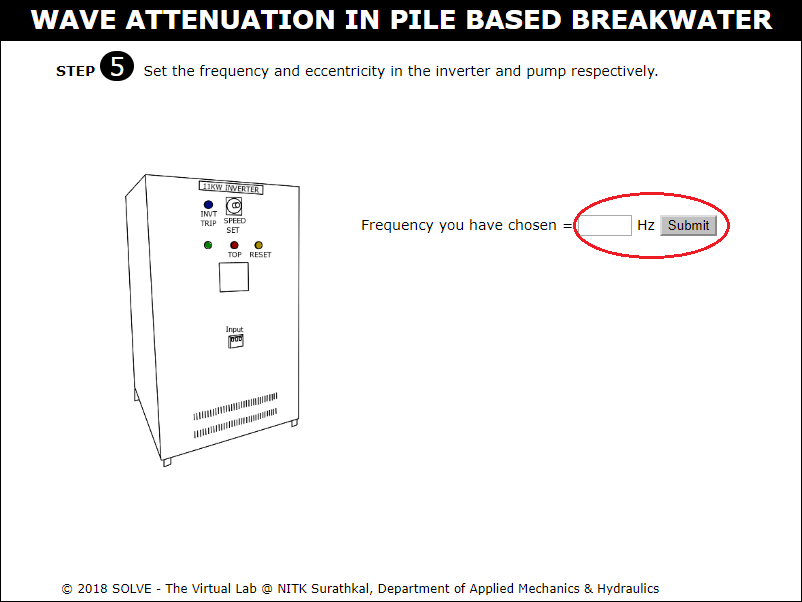 WAVE ATTENUATION IN PILE BASED BREAKWATER
STEP 5 Set the frequency and eccentricity in the inverter and pump respectively.
11KW INVERTER
INVT TRIP
SPEED SET
TOP RESET
Input
000
Frequency you have chosen = Hz Submit
© 2018 SOLVE - The Virtual Lab @ NITK Surathkal, Department of Applied Mechanics & Hydraulics